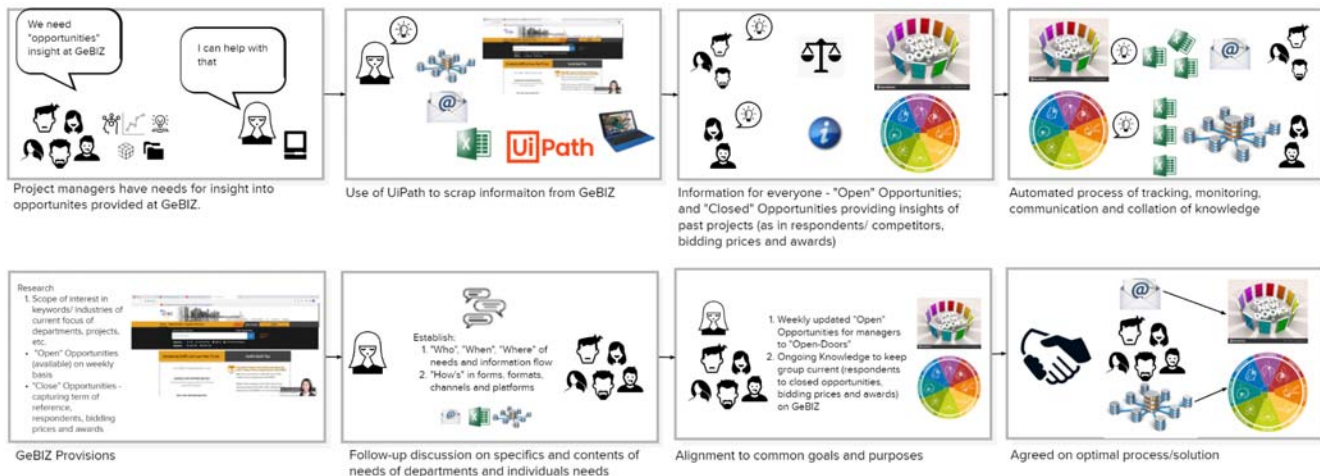 We need
"opportunities"
insight at GeBIZ
I can help with
that
Project managers have needs for insight into
opportunites provided at GeBIZ.
@
UiPath
Use of UiPath to scrap informaiton from GeBIZ
Information for everyone - "Open" Opportunities;
and "Closed" Opportunities providing insights of
past projects (as in respondents/ competitors,
bidding prices and awards)
@
Automated process of tracking, monitoring,
communication and collation of knowledge
Research
1. Scope of interest in
keywords/ industries of
current focus of
departments, projects,
etc.
• "Open" Opportunities
(available) on weekly
basis
• "Close" Opportunities -
capturing term of
reference,
respondents, bidding
prices and awards
GeBIZ Provisions
Establish:
1. "Who", "When", "Where" of
needs and information flow
2. "How's" in forms, formats,
channels and platforms
@
Follow-up discussion on specifics and contents of
needs of departments and individuals needs
1. Weekly updated "Open"
Opportunities for managers
to "Open-Doors"
2. Ongoing Knowledge to keep
group current (respondents
to closed opportunities,
bidding prices and awards)
on GeBIZ
Alignment to common goals and purposes
@
Agreed on optimal process/solution